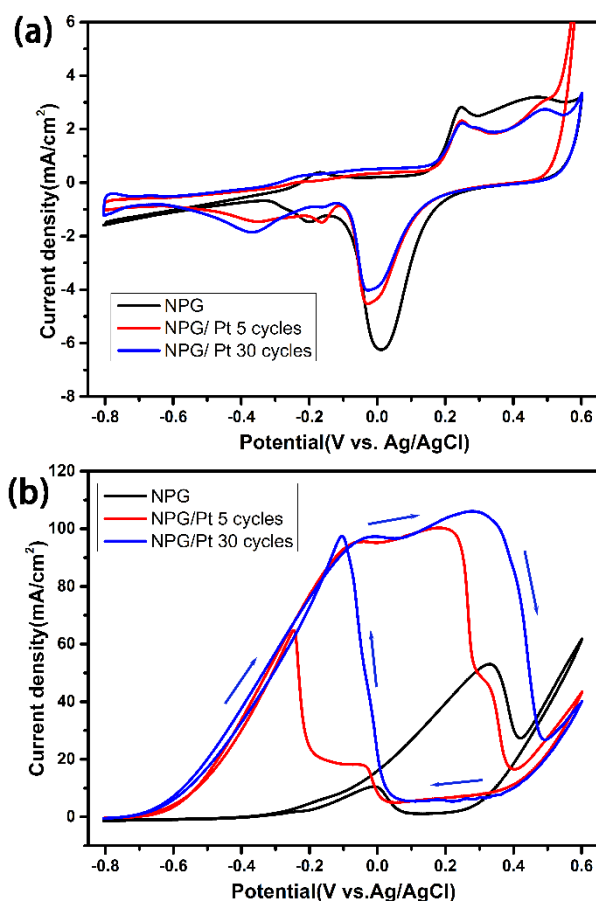 (a)
6
4
2
0
-2
-4
-6
-8
Current density(mA/cm²)
NPG
NPG/ Pt 5 cycles
NPG/ Pt 30 cycles
-0.8 -0.6 -0.4 -0.2 0.0 0.2 0.4 0.6
Potential(V vs. Ag/AgCl)
(b)
120
100
80
60
40
20
0
Current density(mA/cm²)
NPG
NPG/Pt 5 cycles
NPG/Pt 30 cycles
-0.8 -0.6 -0.4 -0.2 0.0 0.2 0.4 0.6
Potential(V vs.Ag/AgCl)